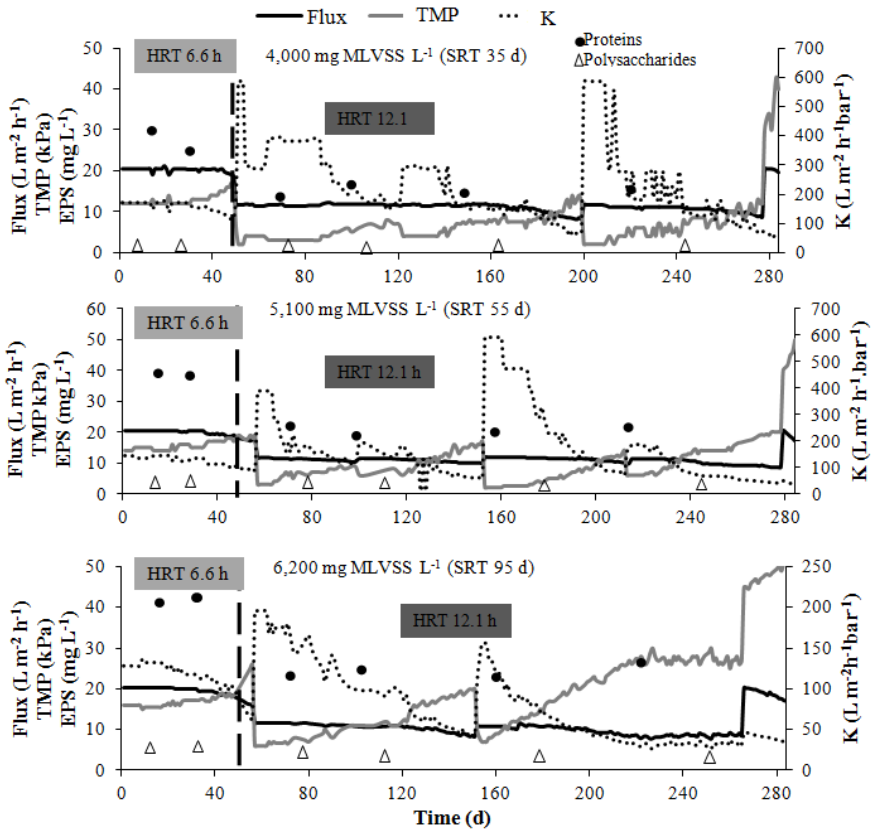 Flux TMP K
4,000 mg MLVSS L⁻¹ (SRT 35 d)
Proteins
Polysaccharides
HRT 6.6 h
HRT 12.1
Flux (L m⁻² h⁻¹)
TMP (kPa)
EPS (mg L⁻¹)
50
40
30
20
10
0
700
600
500
400
300
200
100
0
K (L m⁻² h⁻¹bar⁻¹)
0 40 80 120 160 200 240 280
5,100 mg MLVSS L⁻¹ (SRT 55 d)
HRT 6.6 h
HRT 12.1 h
Flux (L m⁻² h⁻¹)
TMP kPa)
EPS (mg L⁻¹)
60
50
40
30
20
10
0
700
600
500
400
300
200
100
0
K (L m⁻² h⁻¹.bar⁻¹)
0 40 80 120 160 200 240 280
6,200 mg MLVSS L⁻¹ (SRT 95 d)
HRT 6.6 h
HRT 12.1 h
Flux (L m⁻² h⁻¹)
TMP (kPa)
EPS (mg L⁻¹)
50
40
30
20
10
0
250
200
150
100
50
0
K (L m⁻²h⁻¹bar⁻¹)
0 40 80 120 160 200 240 280
Time (d)